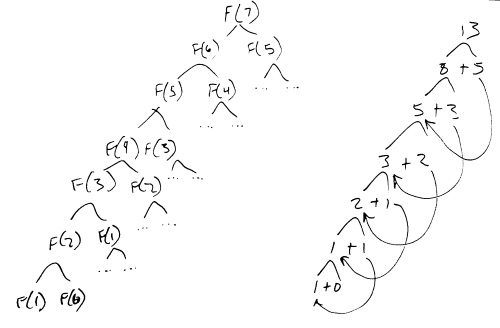 F(7)
F(6) F(5)
... ...
F(5) F(4)
... ...
F(4) F(3)
... ...
F(3) F(2)
... ...
F(2) F(1)
... ...
F(1) F(0)
13
8 + 5
5 + 3
3 + 2
2 + 1
1 + 1
1 + 0